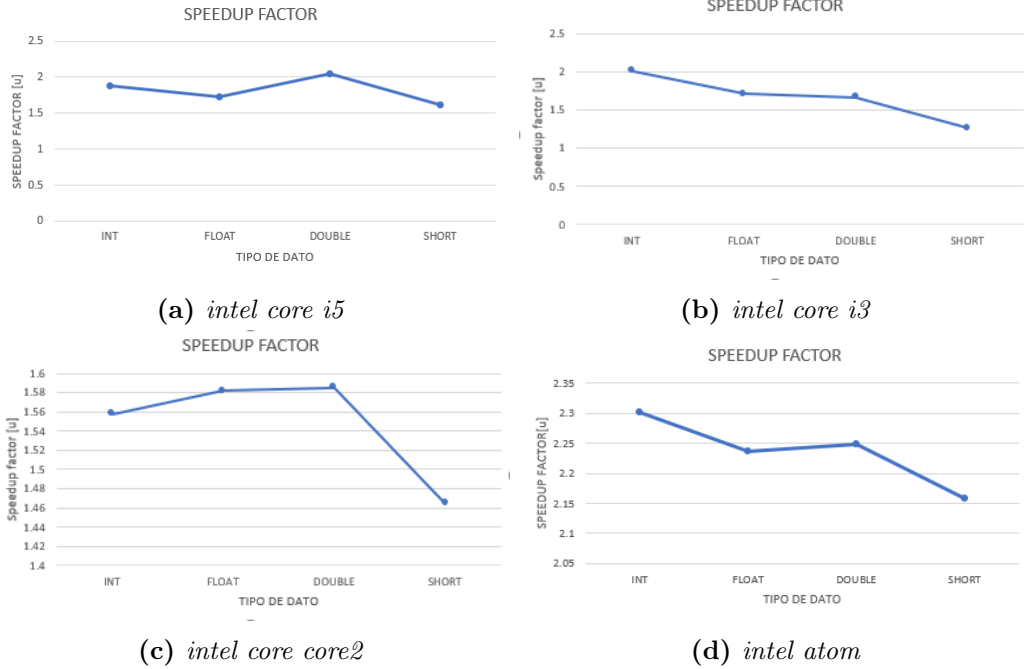 SPEEDUP FACTOR
SPEEDUP FACTOR [u]
2.5
2
1.5
1
0.5
0
INT FLOAT DOUBLE SHORT
TIPO DE DATO
(a) intel core i5
SPEEDUP FACTOR
Speedup factor [u]
2.5
2
1.5
1
0.5
0
INT FLOAT DOUBLE SHORT
TIPO DE DATO
(b) intel core i3
SPEEDUP FACTOR
Speedup factor [u]
1.6
1.58
1.56
1.54
1.52
1.5
1.48
1.46
1.44
1.42
1.4
INT FLOAT DOUBLE SHORT
TIPO DE DATO
(c) intel core core2
SPEEDUP FACTOR
SPEEDUP FACTOR[u]
2.35
2.3
2.25
2.2
2.15
2.1
2.05
INT FLOAT DOUBLE SHORT
TIPO DE DATO
(d) intel atom